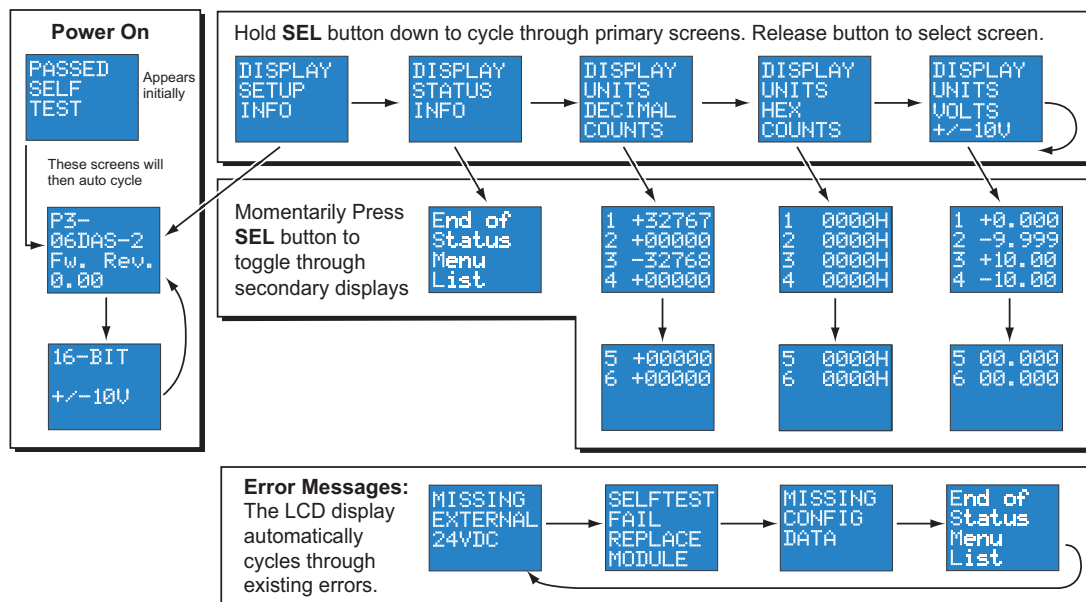 Power On
PASSED
SELF
TEST
Appears
initially
These screens will
then auto cycle
P3-
06DAS-2
Fw. Rev.
0.00
16-BIT
+/-10V
Hold SEL button down to cycle through primary screens. Release button to select screen.
DISPLAY
SETUP
INFO
DISPLAY
STATUS
INFO
DISPLAY
UNITS
DECIMAL
COUNTS
DISPLAY
UNITS
HEX
COUNTS
DISPLAY
UNITS
VOLTS
+/-10V
Momentarily Press
SEL button to
toggle through
secondary displays
End of
Status
Menu
List
1 +32767
2 +00000
3 -32768
4 +00000
1 0000H
2 0000H
3 0000H
4 0000H
1 +0.000
2 -9.999
3 +10.00
4 -10.00
5 +00000
6 +00000
5 0000H
6 0000H
5 00.000
6 00.000
Error Messages:
The LCD display
automatically
cycles through
existing errors.
MISSING
EXTERNAL
24VDC
SELFTEST
FAIL
REPLACE
MODULE
MISSING
CONFIG
DATA
End of
Status
Menu
List